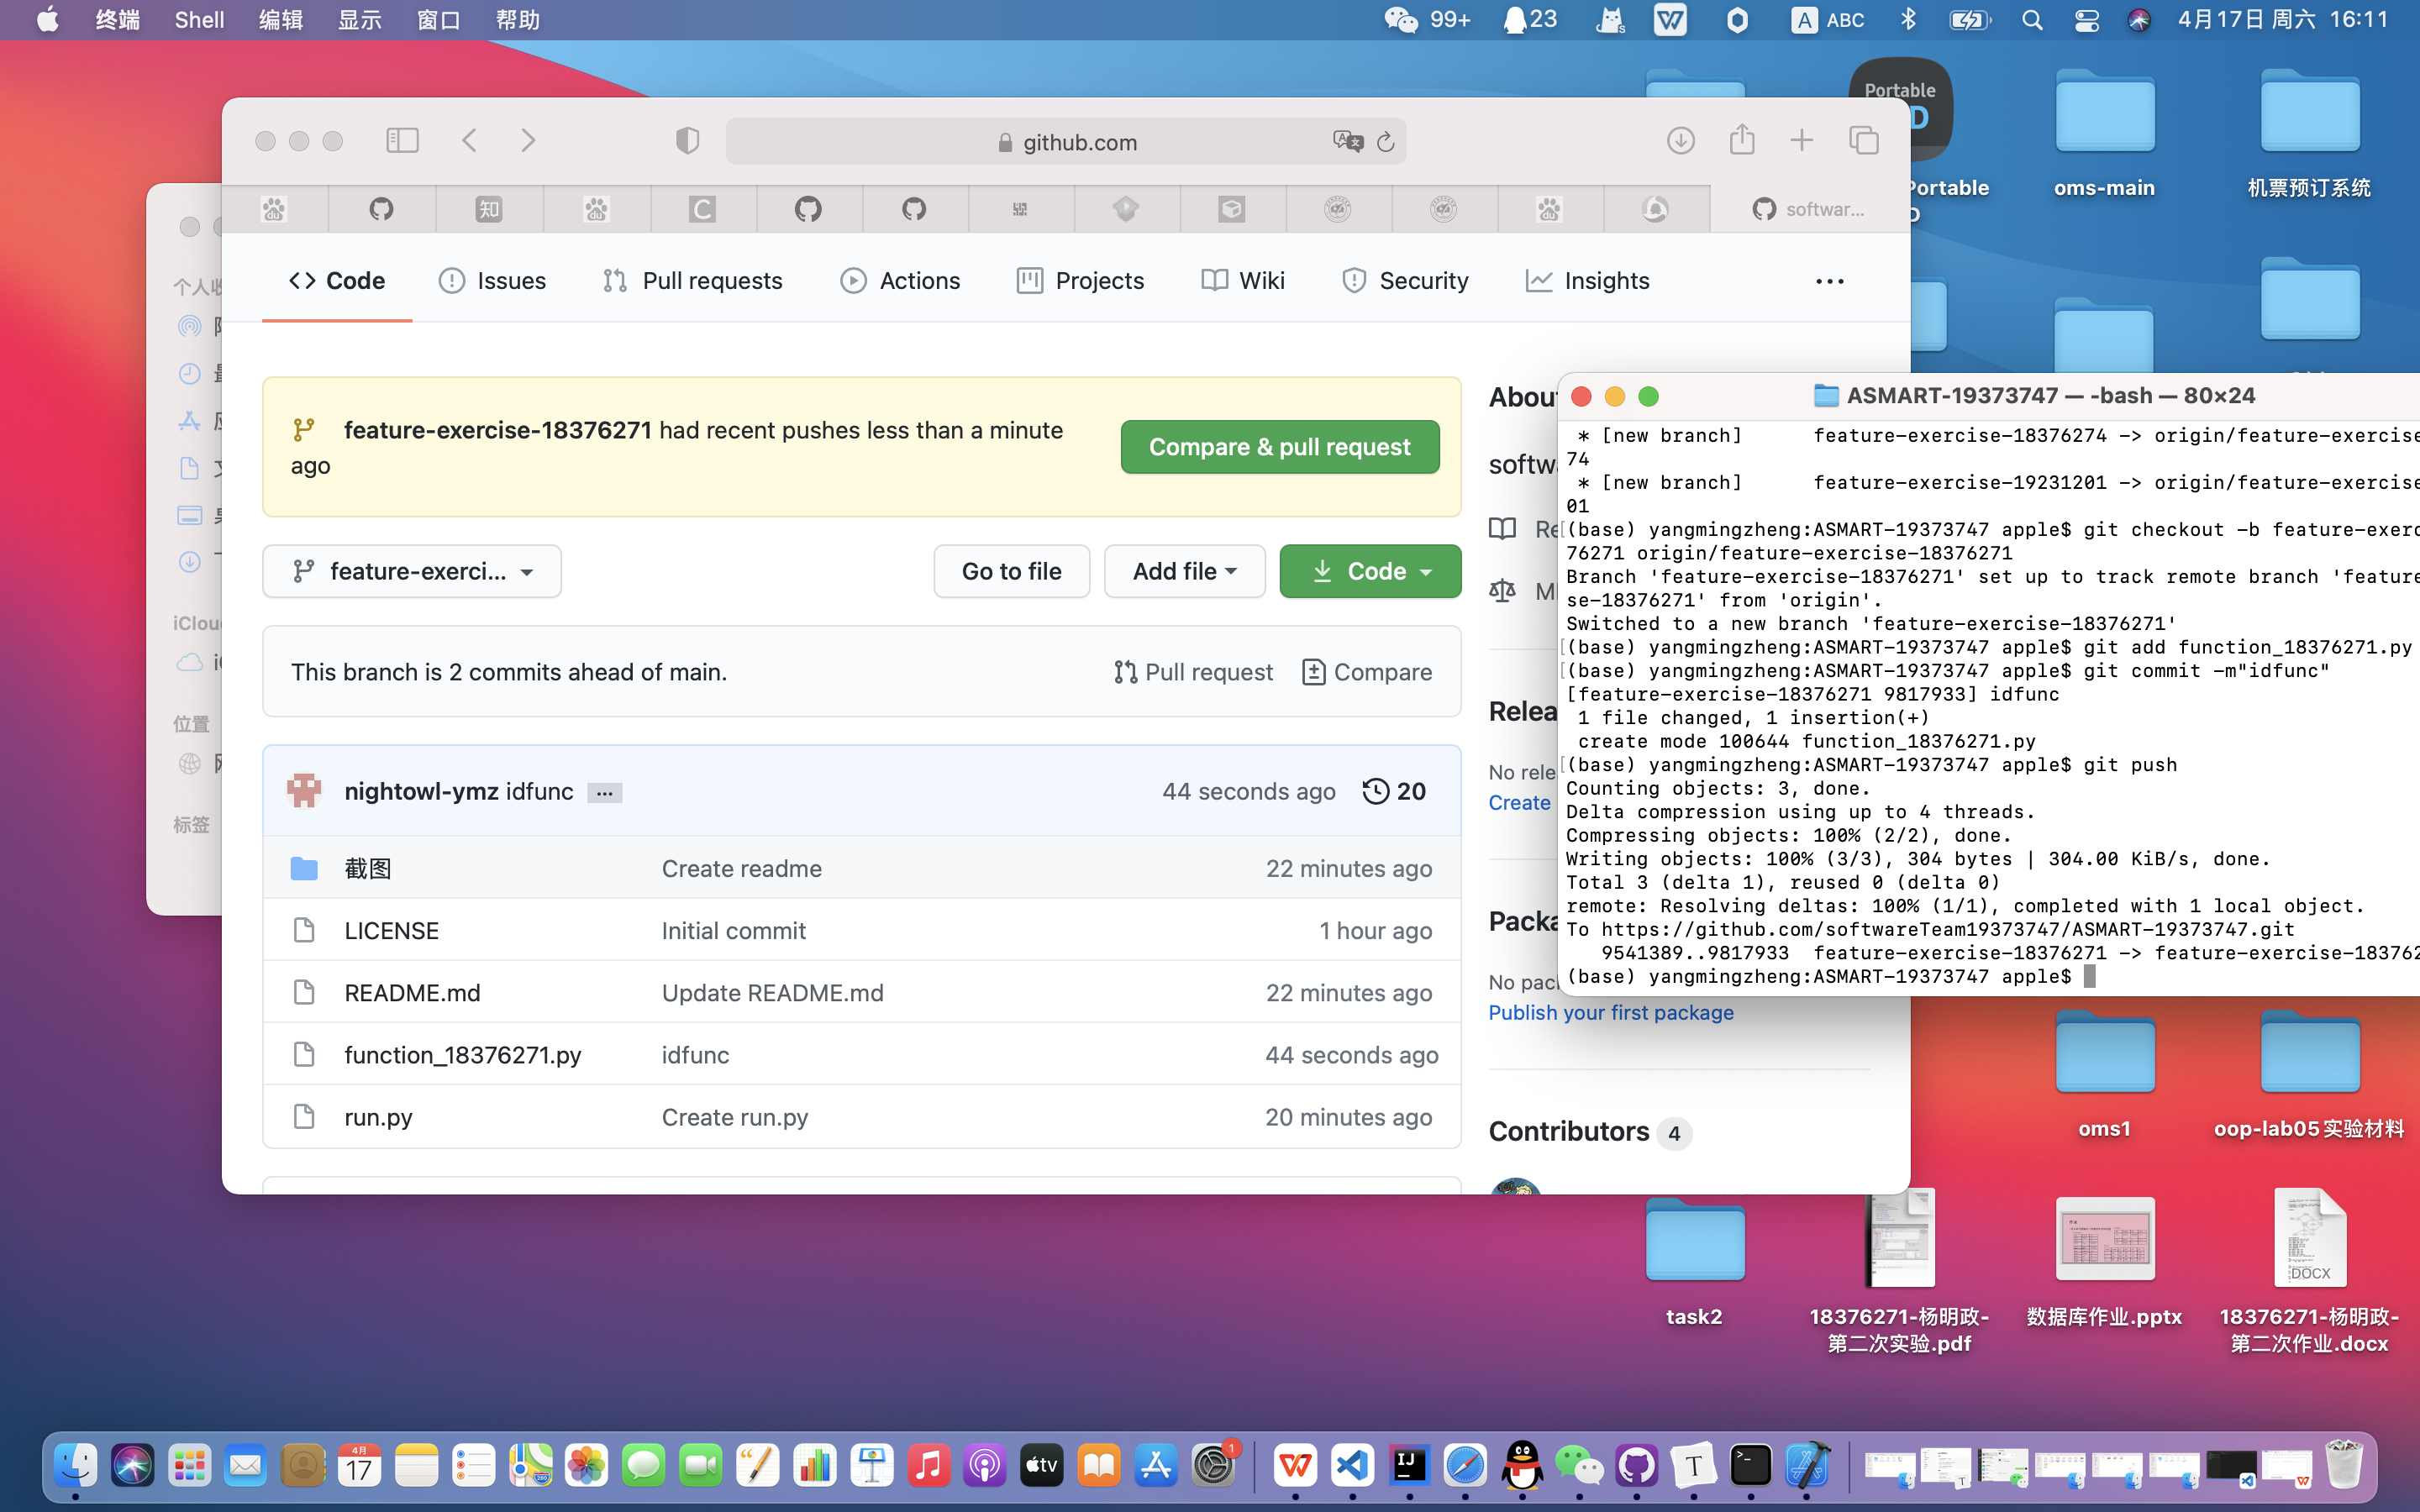 终端 Shell 编辑 显示 窗口 帮助 99+ 23 A ABC 4月17日 周六 16:11
github.com
softwar...
Code Issues Pull requests Actions Projects Wiki Security Insights ...
feature-exercise-18376271 had recent pushes less than a minute
ago
Compare & pull request
feature-exerci... Go to file Add file Code
This branch is 2 commits ahead of main. Pull request Compare
nightowl-ymz idfunc ... 44 seconds ago 20
截图 Create readme 22 minutes ago
LICENSE Initial commit 1 hour ago
README.md Update README.md 22 minutes ago
function_18376271.py idfunc 44 seconds ago
run.py Create run.py 20 minutes ago
No pac
Publish your first package
Contributors 4
iClou
位置
标签
ASMART-19373747 — -bash — 80×24
* [new branch] feature-exercise-18376274 -> origin/feature-exercise
74
* [new branch] feature-exercise-19231201 -> origin/feature-exercise
01
(base) yangmingzheng:ASMART-19373747 apple$ git checkout -b feature-exerc
76271 origin/feature-exercise-18376271
Branch 'feature-exercise-18376271' set up to track remote branch 'feature
se-18376271' from 'origin'.
Switched to a new branch 'feature-exercise-18376271'
(base) yangmingzheng:ASMART-19373747 apple$ git add function_18376271.py
(base) yangmingzheng:ASMART-19373747 apple$ git commit -m"idfunc"
[feature-exercise-18376271 9817933] idfunc
1 file changed, 1 insertion(+)
create mode 100644 function_18376271.py
(base) yangmingzheng:ASMART-19373747 apple$ git push
Counting objects: 3, done.
Delta compression using up to 4 threads.
Compressing objects: 100% (2/2), done.
Writing objects: 100% (3/3), 304 bytes | 304.00 KiB/s, done.
Total 3 (delta 1), reused 0 (delta 0)
remote: Resolving deltas: 100% (1/1), completed with 1 local object.
To https://github.com/softwareTeam19373747/ASMART-19373747.git
9541389..9817933 feature-exercise-18376271 -> feature-exercise-183762
(base) yangmingzheng:ASMART-19373747 apple$
Portable
oms-main
机票预订系统
oms1
oop-lab05实验材料
task2
18376271-杨明政-
第二次实验.pdf
数据库作业.pptx
DOCX
18376271-杨明政-
第二次作业.docx
4月
17
tv
1
IJ
T